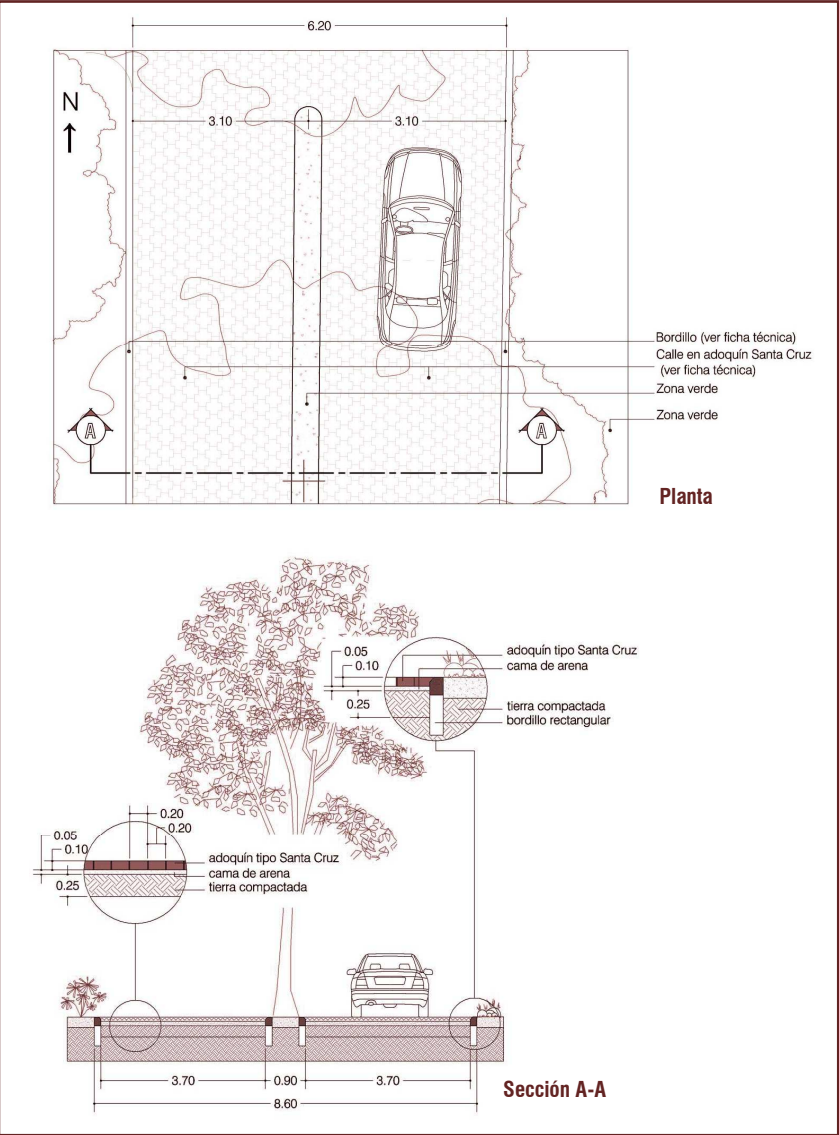 6.20
N
3.10
3.10
Bordillo (ver ficha técnica)
Calle en adoquín Santa Cruz
(ver ficha técnica)
Zona verde
Zona verde
A
A
Planta
0.05
0.10
0.25
adoquín tipo Santa Cruz
cama de arena
tierra compactada
bordillo rectangular
0.20
0.20
0.05
0.10
0.25
adoquín tipo Santa Cruz
cama de arena
tierra compactada
3.70
0.90
3.70
8.60
Sección A-A